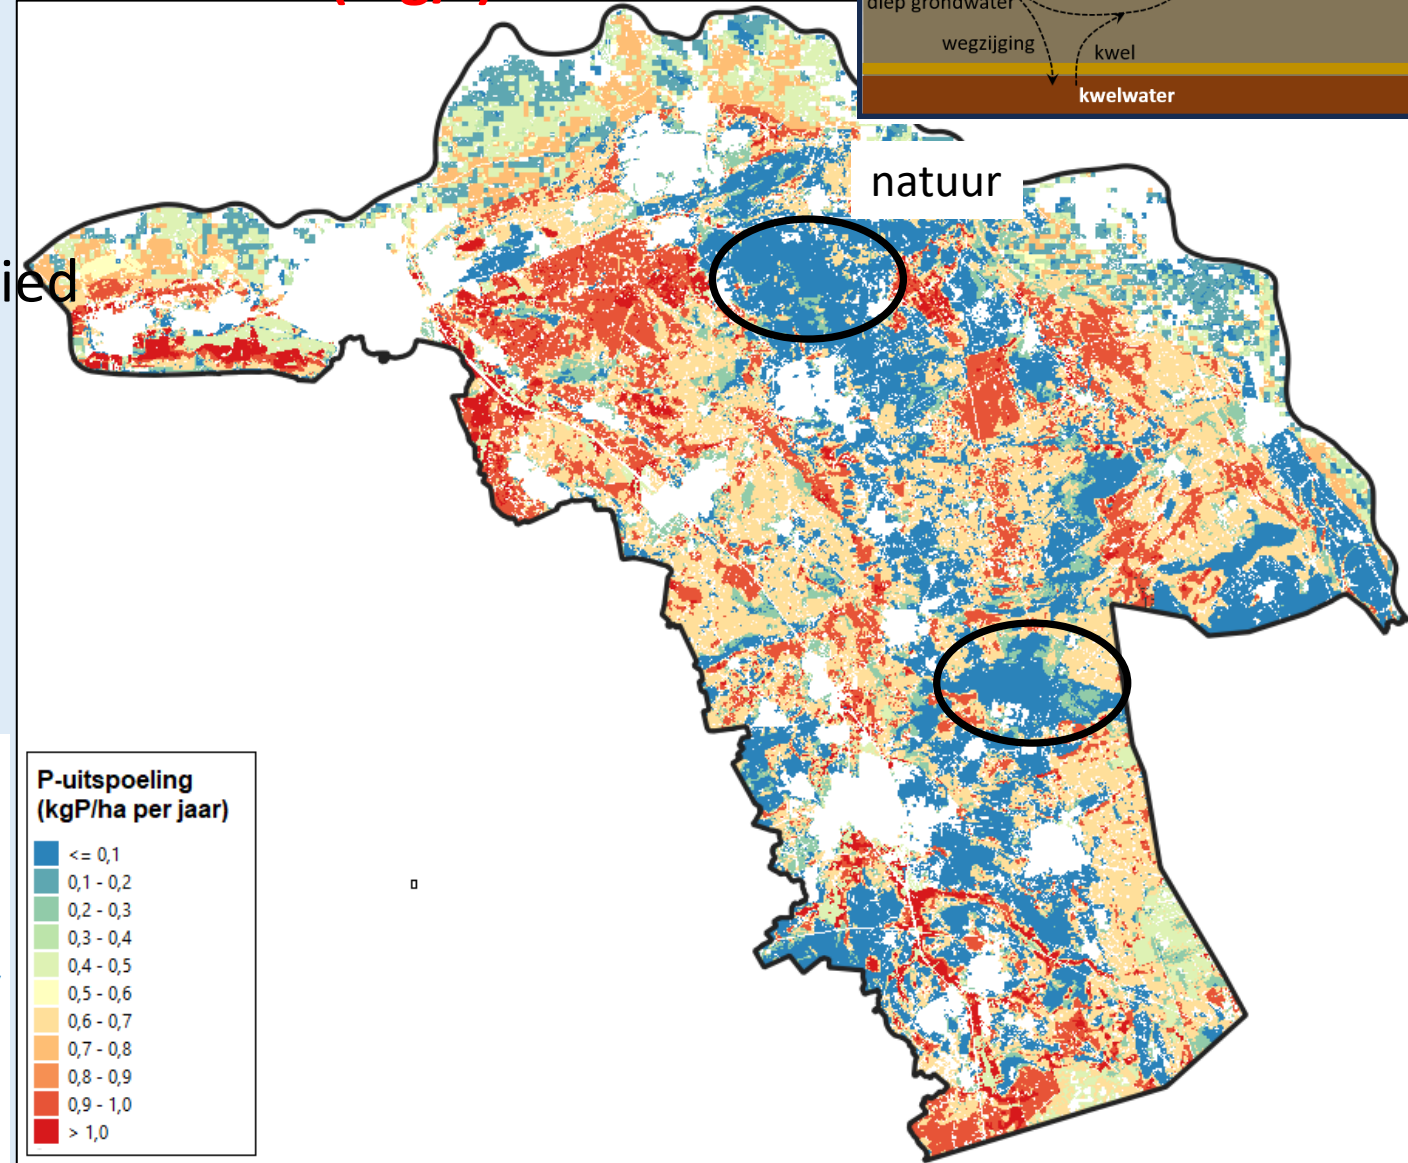 diep grondwater
wegzijging
kwel
kwelwater
natuur
ied
P-uitspoeling
(kgP/ha per jaar)
<= 0,1
0,1 - 0,2
0,2 - 0,3
0,3 - 0,4
0,4 - 0,5
0,5 - 0,6
0,6 - 0,7
0,7 - 0,8
0,8 - 0,9
0,9 - 1,0
> 1,0